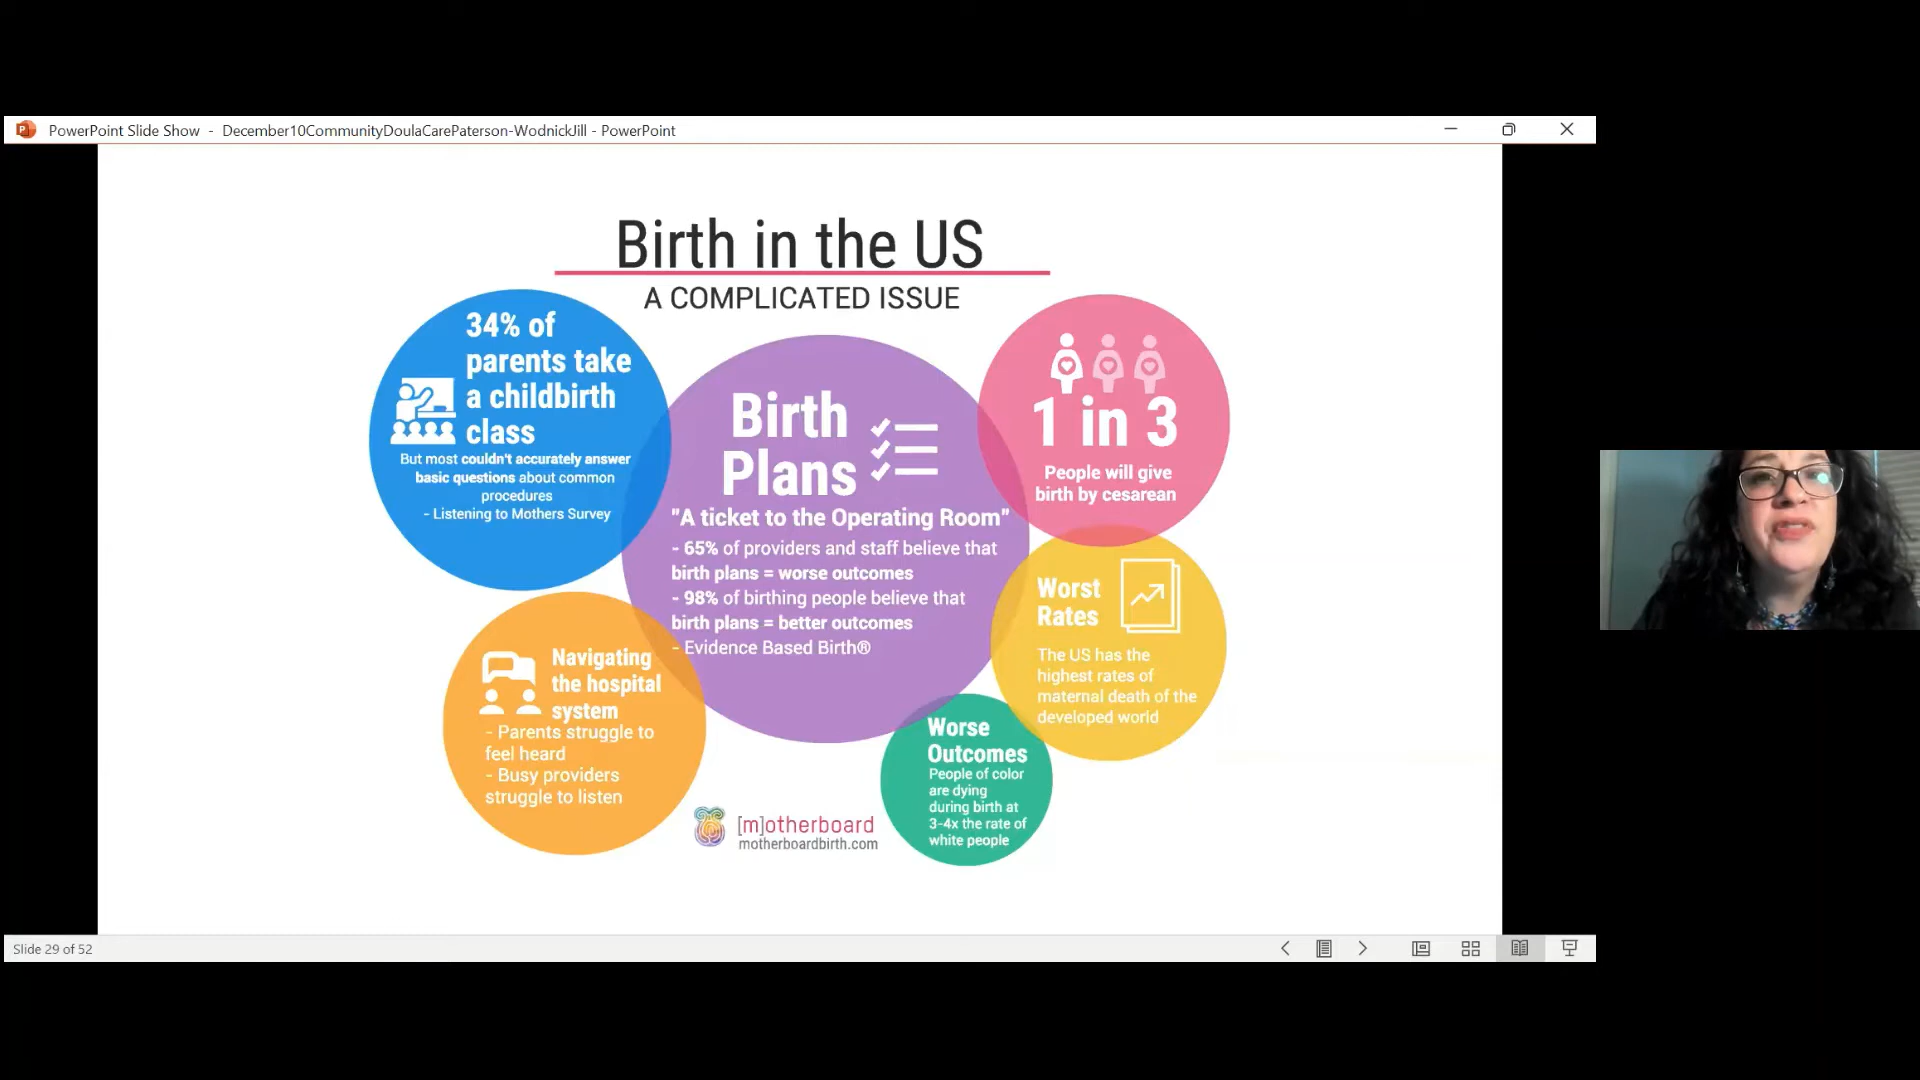 PowerPoint Slide Show - December10CommunityDoulaCarePaterson-WodnickJill - PowerPoint
Birth in the US
A COMPLICATED ISSUE
34% of
parents take
a childbirth
class
But most couldn't accurately answer
basic questions about common
procedures
- Listening to Mothers Survey
Birth
Plans
"A ticket to the Operating Room"
- 65% of providers and staff believe that
birth plans = worse outcomes
- 98% of birthing people believe that
birth plans = better outcomes
- Evidence Based Birth®
1 in 3
People will give
birth by cesarean
Worst
Rates
The US has the
highest rates of
maternal death of the
developed world
Navigating
the hospital
system
- Parents struggle to
feel heard
- Busy providers
struggle to listen
Worse
Outcomes
People of color
are dying
during birth at
3-4x the rate of
white people
[m]otherboard
motherboardbirth.com
Slide 29 of 52